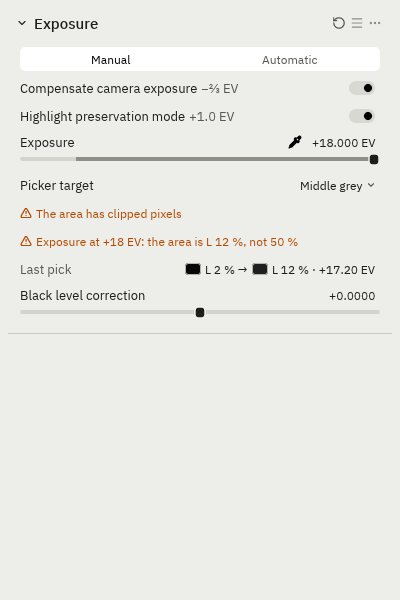 Exposure
Manual Automatic
Compensate camera exposure −⅔ EV
Highlight preservation mode +1.0 EV
Exposure +18.000 EV
Picker target Middle grey
The area has clipped pixels
Exposure at +18 EV: the area is L 12 %, not 50 %
Last pick L 2 % → L 12 % · +17.20 EV
Black level correction +0.0000